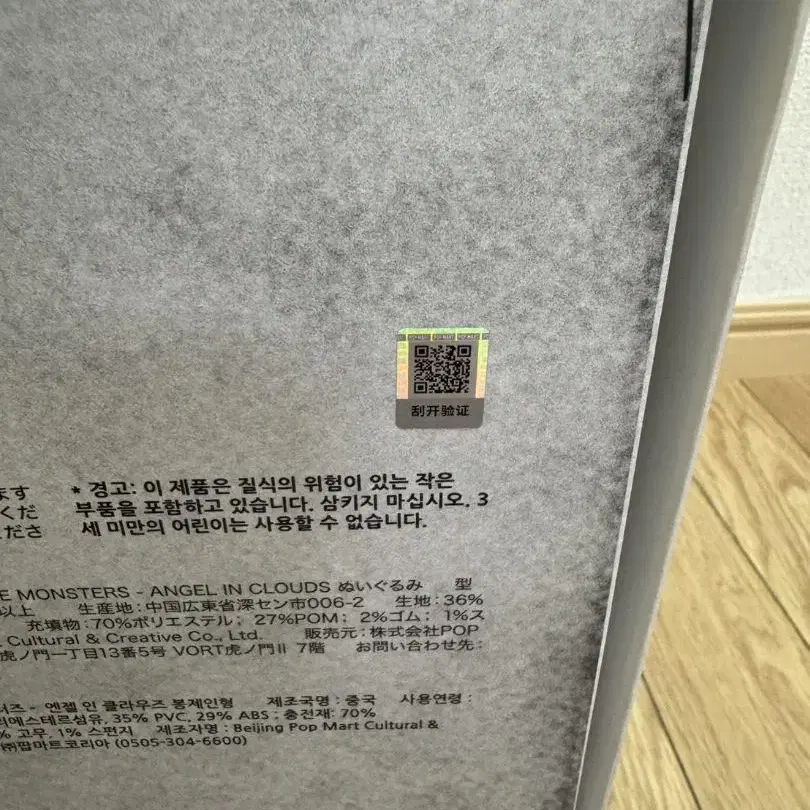 POP MART POP MART POP MART
刮开验证
ます
くだ
ださ
* 경고: 이 제품은 질식의 위험이 있는 작은
부품을 포함하고 있습니다. 삼키지 마십시오. 3
세 미만의 어린이는 사용할 수 없습니다.
E MONSTERS - ANGEL IN CLOUDS ぬいぐるみ 型
以上 生産地:中国広東省深セン市006-2 生地:36%
充填物:70%ポリエステル; 27%POM; 2%ゴム; 1%ス
Cultural & Creative Co., Ltd. 販売元:株式会社POP
虎ノ門一丁目13番5号 VORT虎ノ門II 7階 お問い合わせ先:
터즈 - 엔젤 인 클라우즈 봉제인형 제조국명 : 중국 사용연령 :
리에스테르섬유, 35% PVC, 29% ABS ; 충전재: 70%
% 고무, 1% 스펀지 제조자명 : Beijing Pop Mart Cultural &
㈜팝마트코리아 (0505-304-6600)